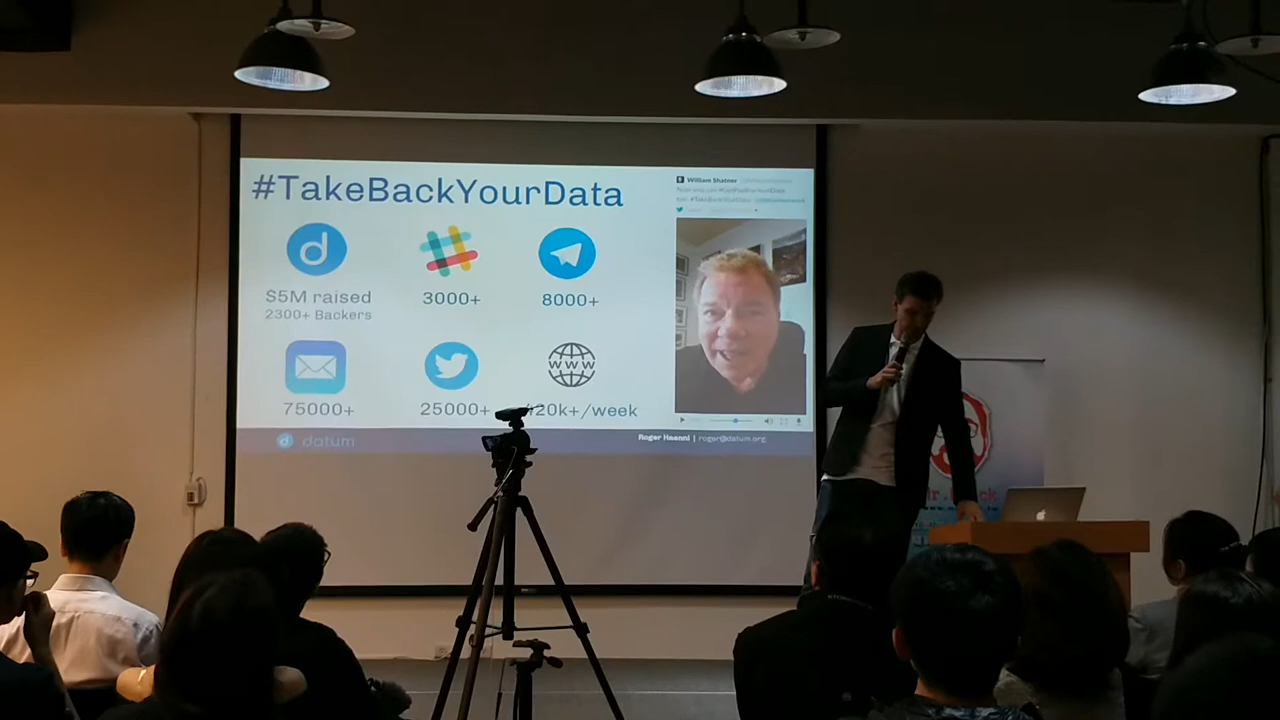 #TakeBackYourData
$5M raised
2300+ Backers
3000+
8000+
75000+
25000+
20k+/week
William Shatner
www
datum
Roger Haenni | roger@datum.org